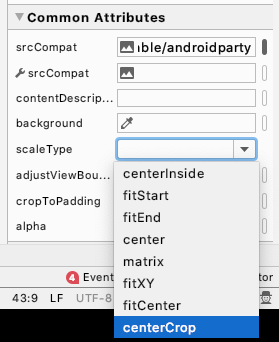 Common Attributes
srcCompat
able/androidparty
srcCompat
contentDescrip...
background
scaleType
adjustViewBou...
cropToPadding
alpha
centerInside
fitStart
fitEnd
center
matrix
fitXY
fitCenter
centerCrop
4 Event
tor
43:9 LF UTF-8